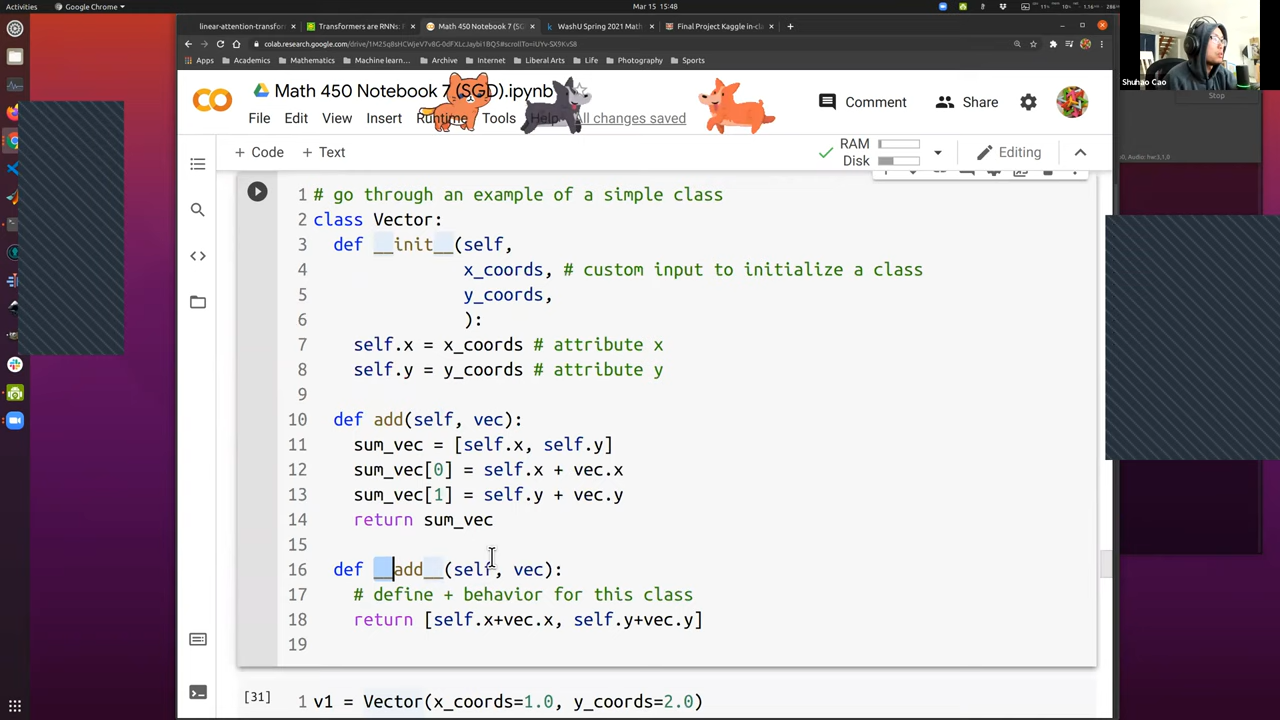 Activities
Google Chrome
Mar 15 15:48
linear-attention-transfor
Transformers are RNNs:
Math 450 Notebook 7 (SG
WashU Spring 2021 Math
Final Project Kaggle in-cla
colab.research.google.com/drive/
Apps Academics Mathematics Machine learn... Archive Internet Liberal Arts Life Photography Sports
Shuhao Cao
Stop
Math 450 Notebook 7 (SGD).ipynb
Comment Share
File Edit View Insert Runtime Tools Help All changes saved
+ Code + Text
RAM
Disk
Editing
1 # go through an example of a simple class
2 class Vector:
3 def __init__(self,
4 x_coords, # custom input to initialize a class
5 y_coords,
6 ):
7 self.x = x_coords # attribute x
8 self.y = y_coords # attribute y
9
10 def add(self, vec):
11 sum_vec = [self.x, self.y]
12 sum_vec[0] = self.x + vec.x
13 sum_vec[1] = self.y + vec.y
14 return sum_vec
15
16 def __add__(self, vec):
17 # define + behavior for this class
18 return [self.x+vec.x, self.y+vec.y]
19
[31] 1 v1 = Vector(x_coords=1.0, y_coords=2.0)